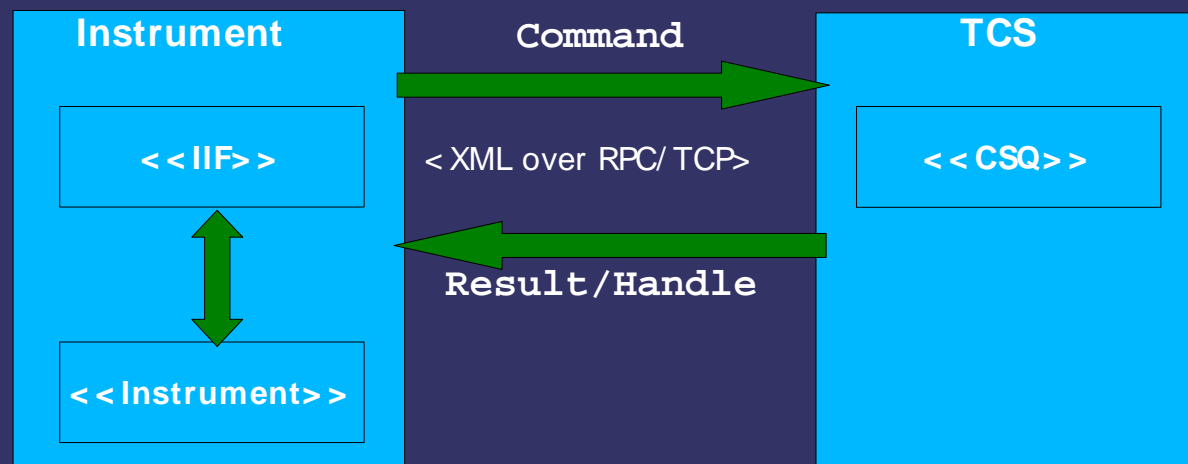 Instrument
Command
TCS
<<IIF>>
<XML over RPC/TCP>
<<CSQ>>
Result/Handle
<<Instrument>>